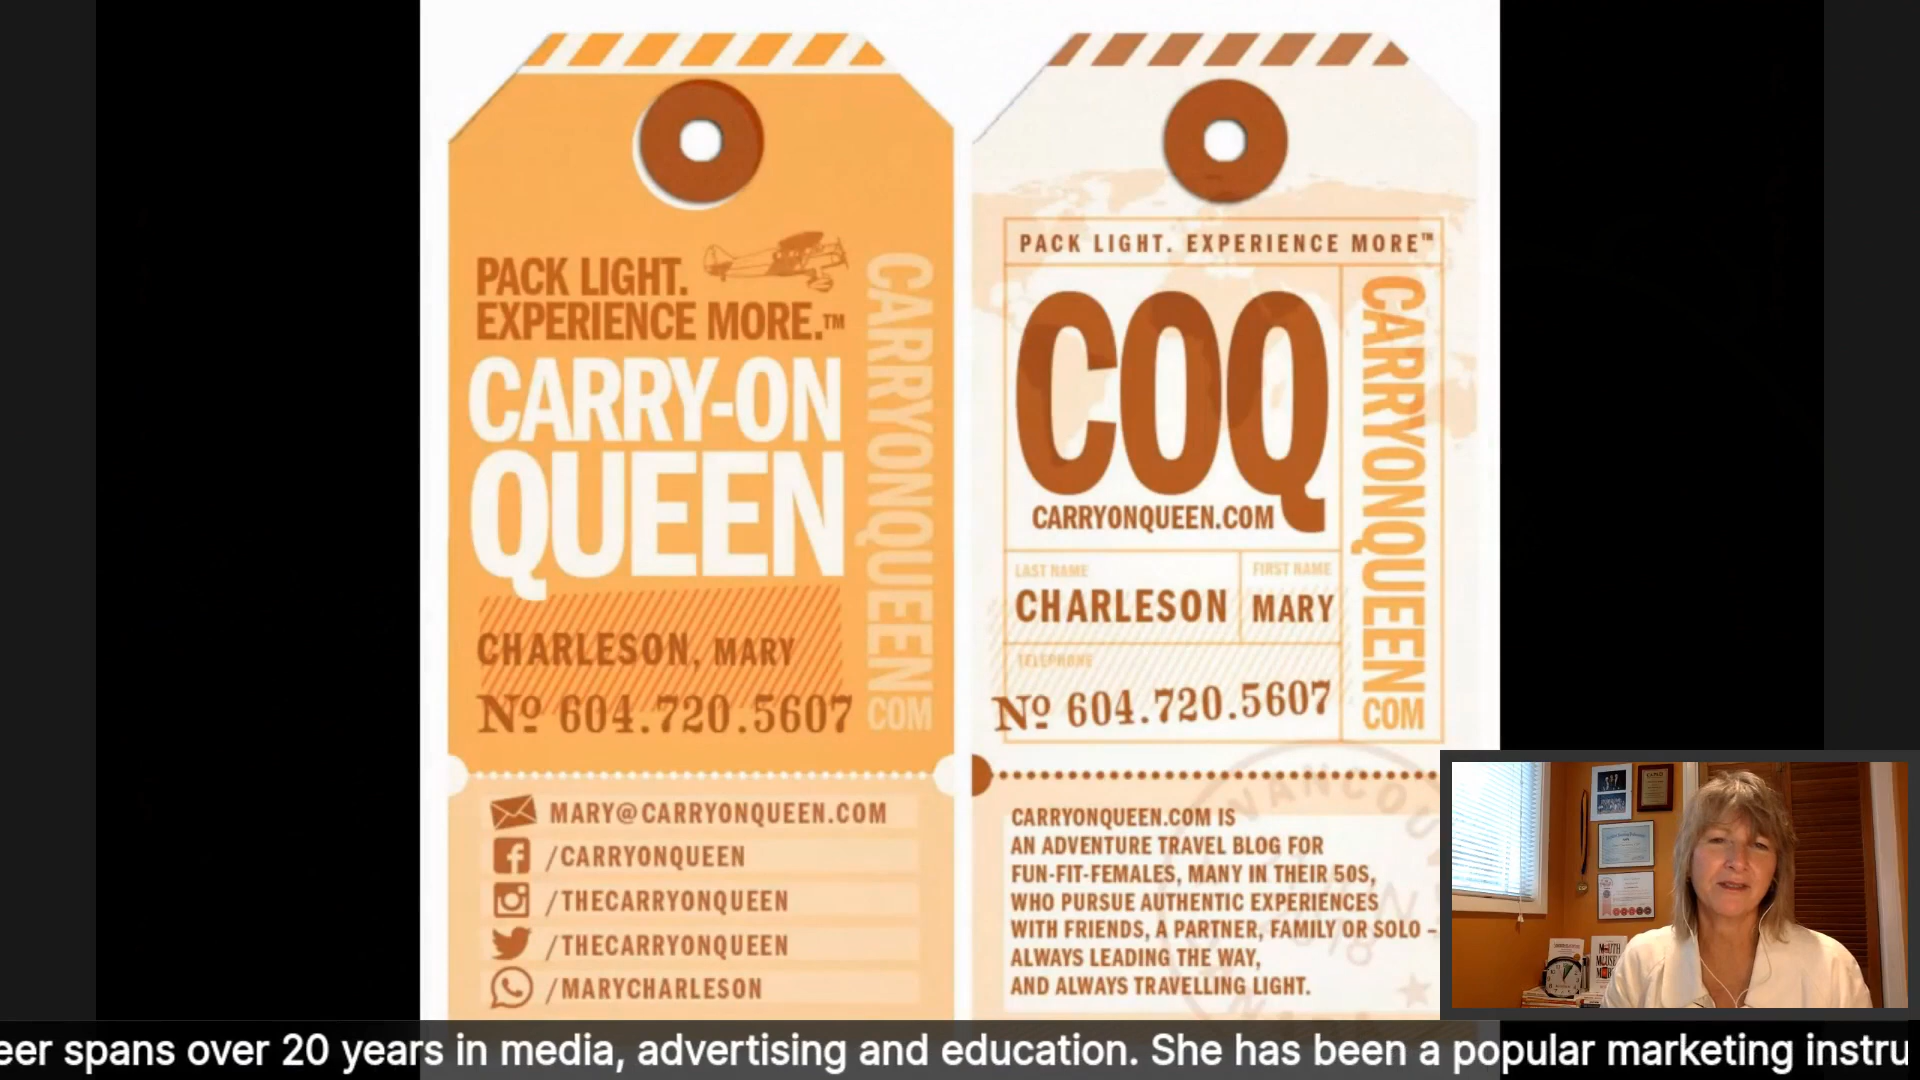 PACK LIGHT.
EXPERIENCE MORE.™
CARRY-ON
QUEEN
CHARLESON, MARY
Nº 604.720.5607
CARRYONQUEEN.COM
MARY@CARRYONQUEEN.COM
/CARRYONQUEEN
/THECARRYONQUEEN
/THECARRYONQUEEN
/MARYCHARLESON
PACK LIGHT. EXPERIENCE MORE™
COQ
CARRYONQUEEN.COM
LAST NAME
FIRST NAME
CHARLESON
MARY
TELEPHONE
Nº 604.720.5607
CARRYONQUEEN.COM
CARRYONQUEEN.COM IS
AN ADVENTURE TRAVEL BLOG FOR
FUN-FIT-FEMALES, MANY IN THEIR 50S,
WHO PURSUE AUTHENTIC EXPERIENCES
WITH FRIENDS, A PARTNER, FAMILY OR SOLO –
ALWAYS LEADING THE WAY,
AND ALWAYS TRAVELLING LIGHT.
eer spans over 20 years in media, advertising and education. She has been a popular marketing instru